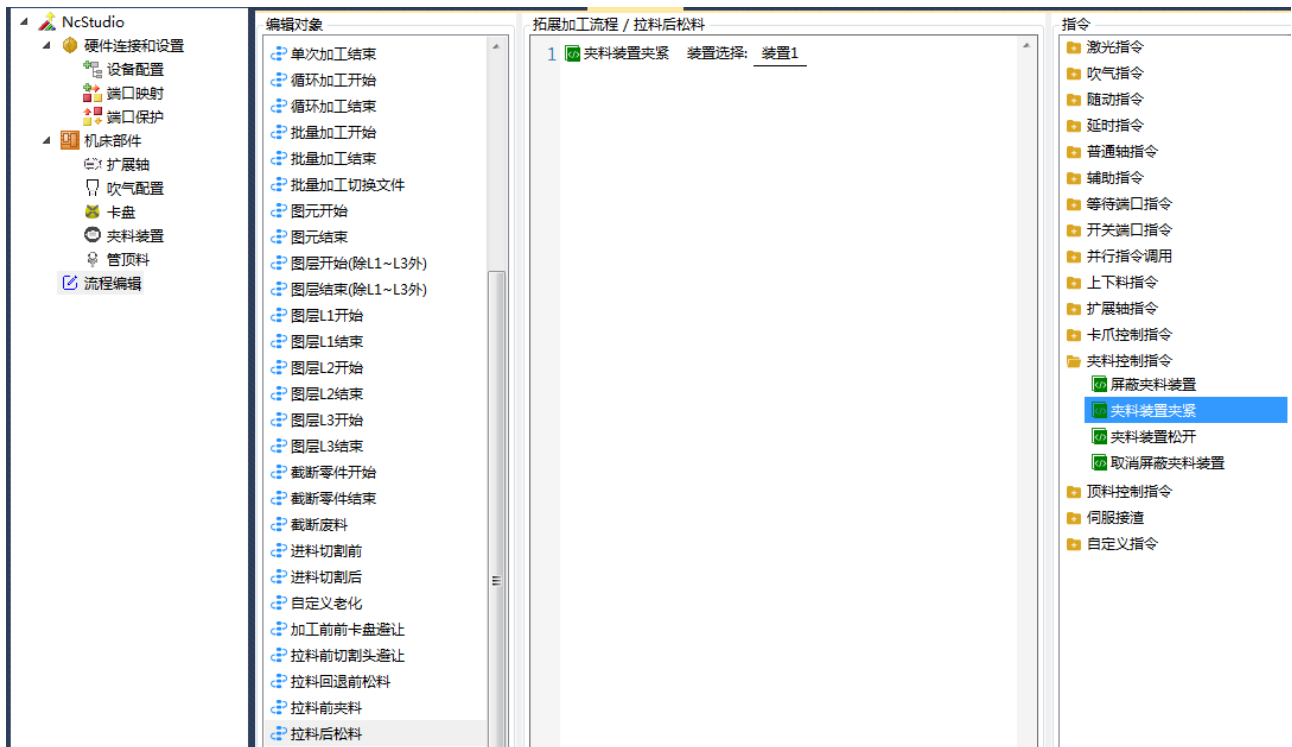 NcStudio
硬件连接和设置
设备配置
端口映射
端口保护
机床部件
扩展轴
吹气配置
卡盘
夹料装置
管顶料
流程编辑
编辑对象
单次加工结束
循环加工开始
循环加工结束
批量加工开始
批量加工结束
批量加工切换文件
图元开始
图元结束
图层开始(除L1~L3外)
图层结束(除L1~L3外)
图层L1开始
图层L1结束
图层L2开始
图层L2结束
图层L3开始
图层L3结束
截断零件开始
截断零件结束
截断废料
进料切割前
进料切割后
自定义老化
加工前前卡盘避让
拉料前切割头避让
拉料回退前松料
拉料前夹料
拉料后松料
拓展加工流程 / 拉料后松料
1 夹料装置夹紧 装置选择: 装置1
指令
激光指令
吹气指令
随动指令
延时指令
普通轴指令
辅助指令
等待端口指令
开关端口指令
并行指令调用
上下料指令
扩展轴指令
卡爪控制指令
夹料控制指令
屏蔽夹料装置
夹料装置夹紧
夹料装置松开
取消屏蔽夹料装置
顶料控制指令
伺服接渣
自定义指令